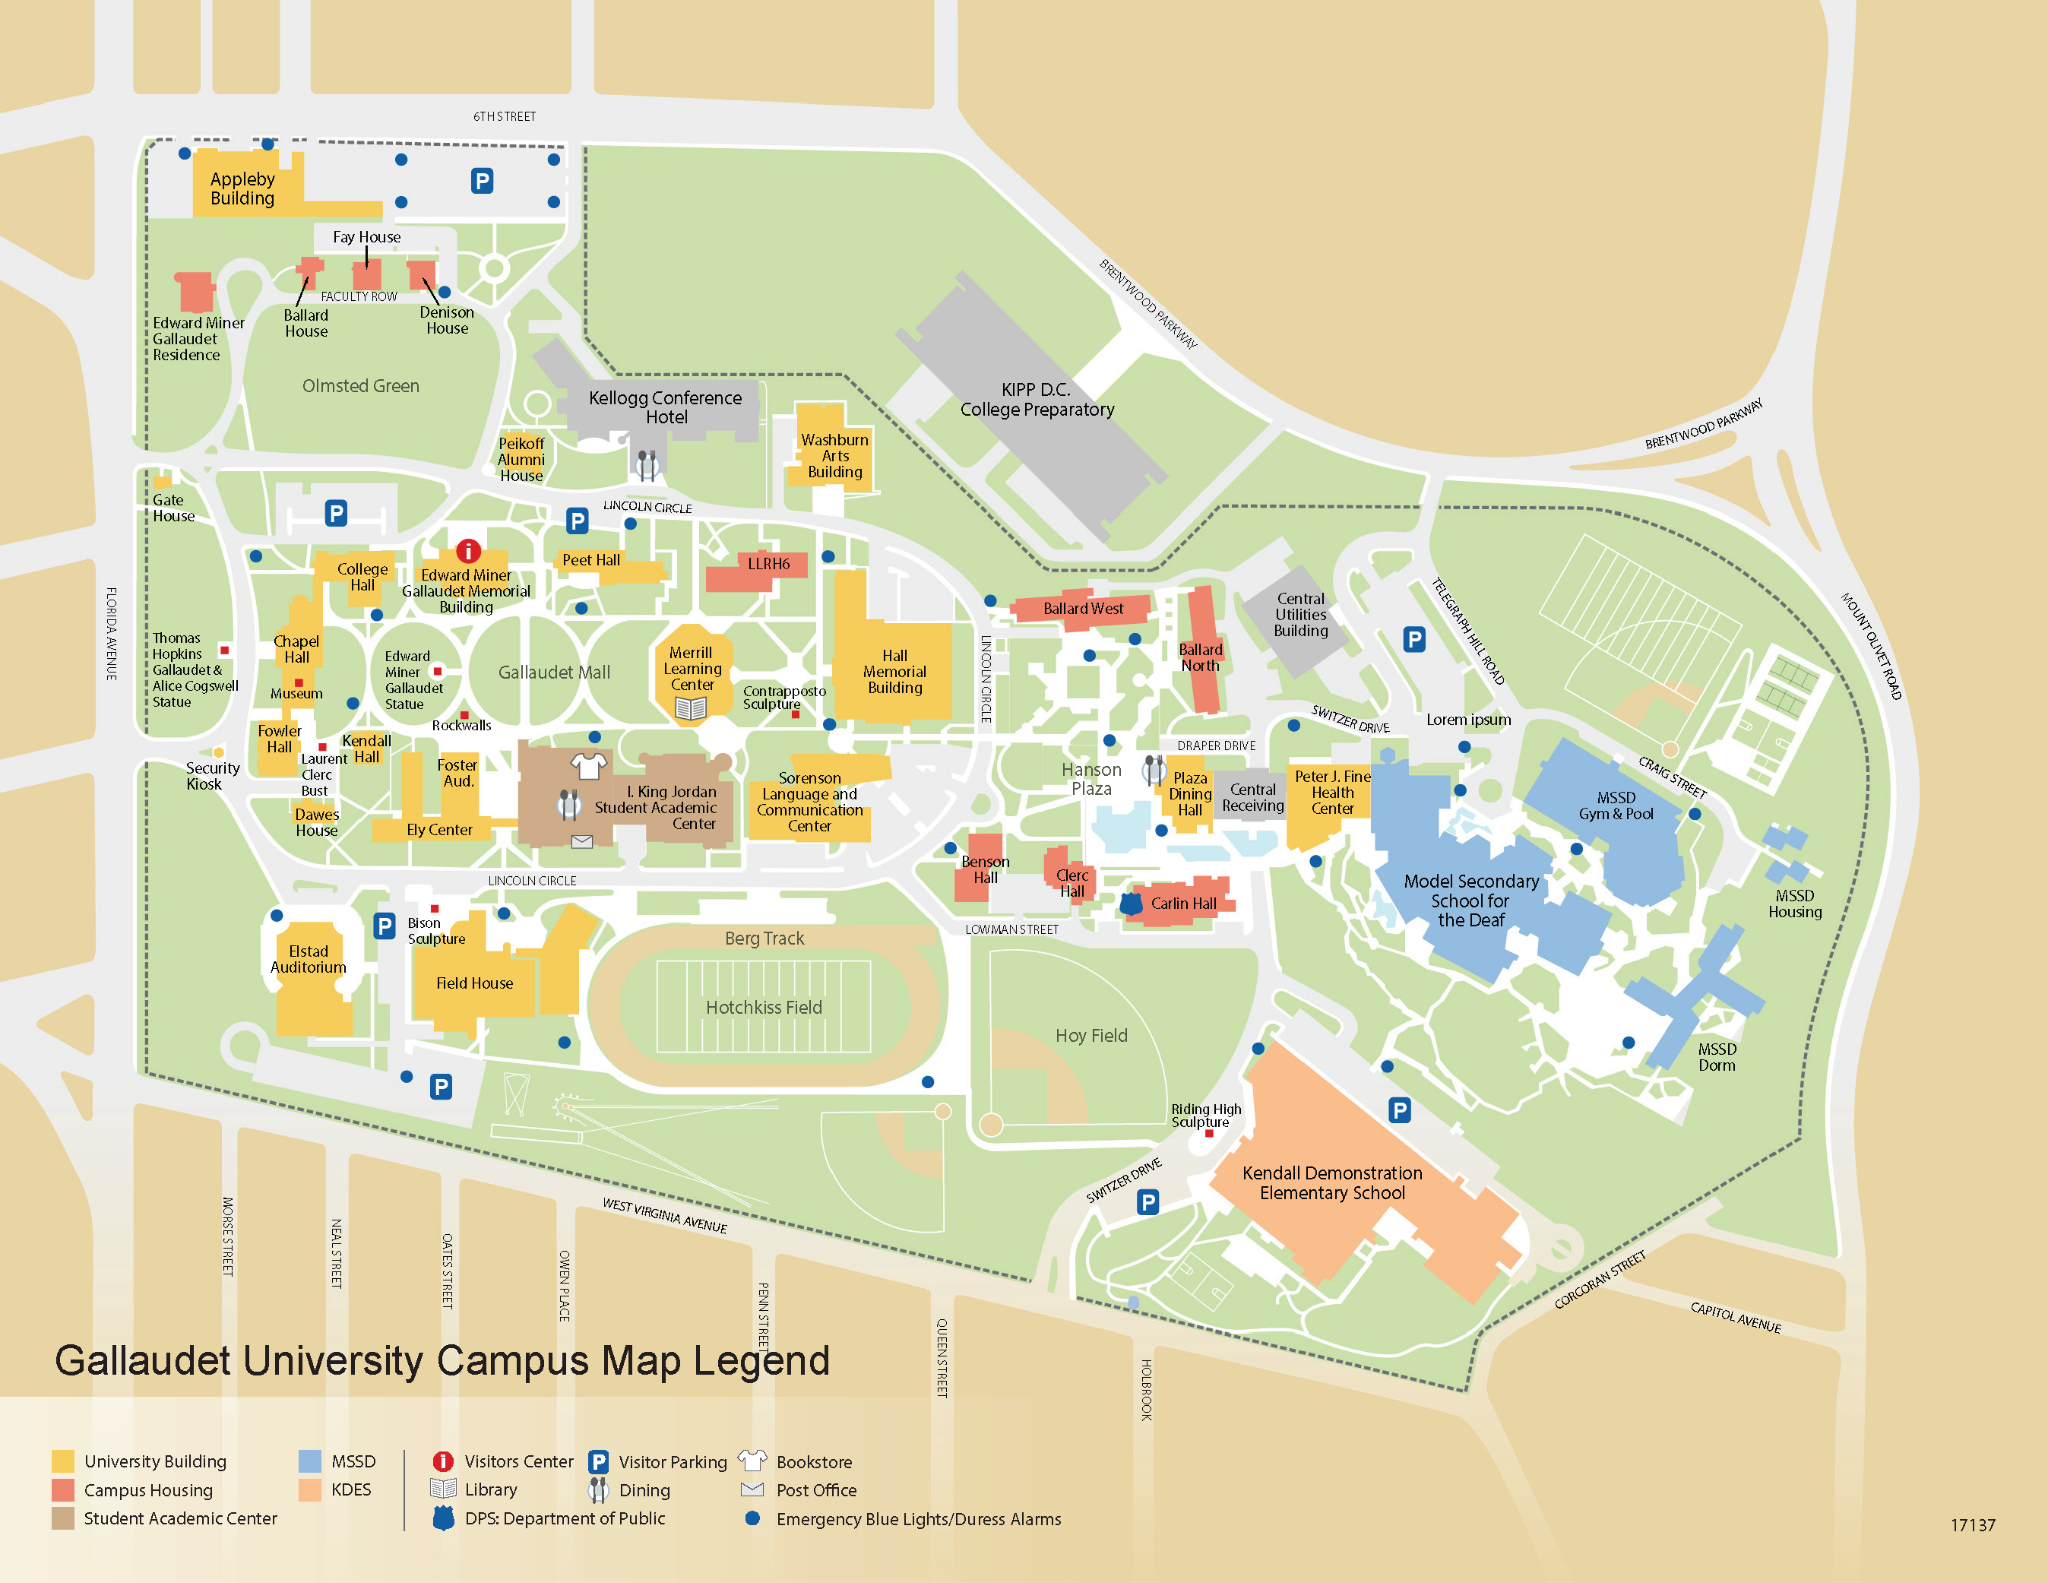 6TH STREET
Appleby
Building
P
Fay House
FACULTY ROW
Ballard
House
Denison
House
Edward Miner
Gallaudet
Residence
Olmsted Green
BRENTWOOD PARKWAY
KIPP D.C.
College Preparatory
BRENTWOOD PARKWAY
Kellogg Conference
Hotel
Peikoff
Alumni
House
Washburn
Arts
Building
Gate
House
P
P
LINCOLN CIRCLE
i
College
Hall
Edward Miner
Gallaudet Memorial
Building
Peet Hall
LLRH6
FLORIDA AVENUE
Ballard West
Central
Utilities
Building
P
TELEGRAPH HILL ROAD
MOUNT OLIVET ROAD
Thomas
Hopkins
Gallaudet &
Alice Cogswell
Statue
Chapel
Hall
Museum
Edward
Miner
Gallaudet
Statue
Rockwalls
Gallaudet Mall
Merrill
Learning
Center
Contrapposto
Sculpture
Hall
Memorial
Building
LINCOLN CIRCLE
Ballard
North
SWITZER DRIVE
Lorem ipsum
Fowler
Hall
Laurent
Clerc
Bust
Kendall
Hall
Security
Kiosk
Foster
Aud.
DRAPER DRIVE
Hanson
Plaza
Plaza
Dining
Hall
Central
Receiving
Peter J. Fine
Health
Center
CRAIG STREET
MSSD
Gym & Pool
Dawes
House
Ely Center
I. King Jordan
Student Academic
Center
Sorenson
Language and
Communication
Center
LINCOLN CIRCLE
Benson
Hall
Clerc
Hall
Carlin Hall
Model Secondary
School for
the Deaf
MSSD
Housing
P
Bison
Sculpture
LOWMAN STREET
Elstad
Auditorium
Field House
Berg Track
Hotchkiss Field
Hoy Field
MSSD
Dorm
P
P
Riding High
Sculpture
SWITZER DRIVE
P
Kendall Demonstration
Elementary School
MORSE STREET
NEAL STREET
OATES STREET
OWEN PLACE
WEST VIRGINIA AVENUE
PENN STREET
QUEEN STREET
HOLBROOK
CORCORAN STREET
CAPITOL AVENUE
Gallaudet University Campus Map Legend
University Building
Campus Housing
Student Academic Center
MSSD
KDES
i Visitors Center
Library
DPS: Department of Public
P Visitor Parking
Dining
Bookstore
Post Office
Emergency Blue Lights/Duress Alarms
17137